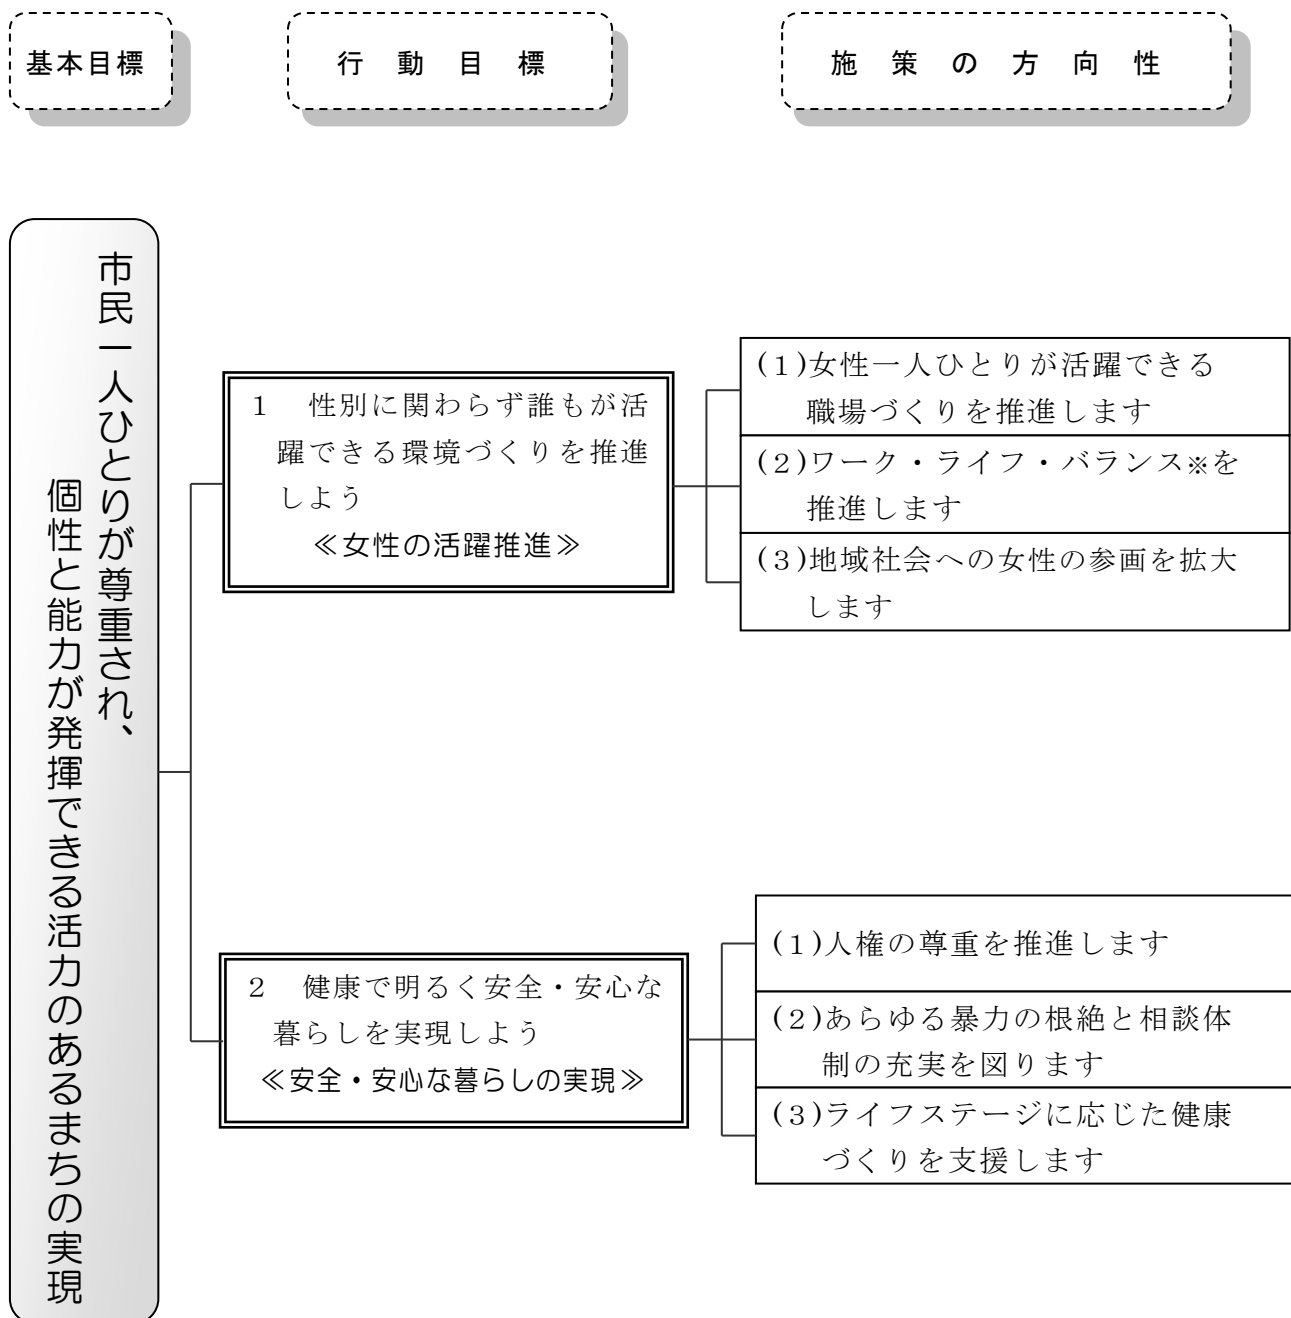 基本目標
行動目標
施策の方向性
市民一人ひとりが尊重され、
個性と能力が発揮できる活力のあるまちの実現
1 性別に関わらず誰もが活
躍できる環境づくりを推進
しよう
≪女性の活躍推進≫
(1)女性一人ひとりが活躍できる
職場づくりを推進します
(2)ワーク・ライフ・バランス※を
推進します
(3)地域社会への女性の参画を拡大
します
2 健康で明るく安全・安心な
暮らしを実現しよう
≪安全・安心な暮らしの実現≫
(1)人権の尊重を推進します
(2)あらゆる暴力の根絶と相談体
制の充実を図ります
(3)ライフステージに応じた健康
づくりを支援します